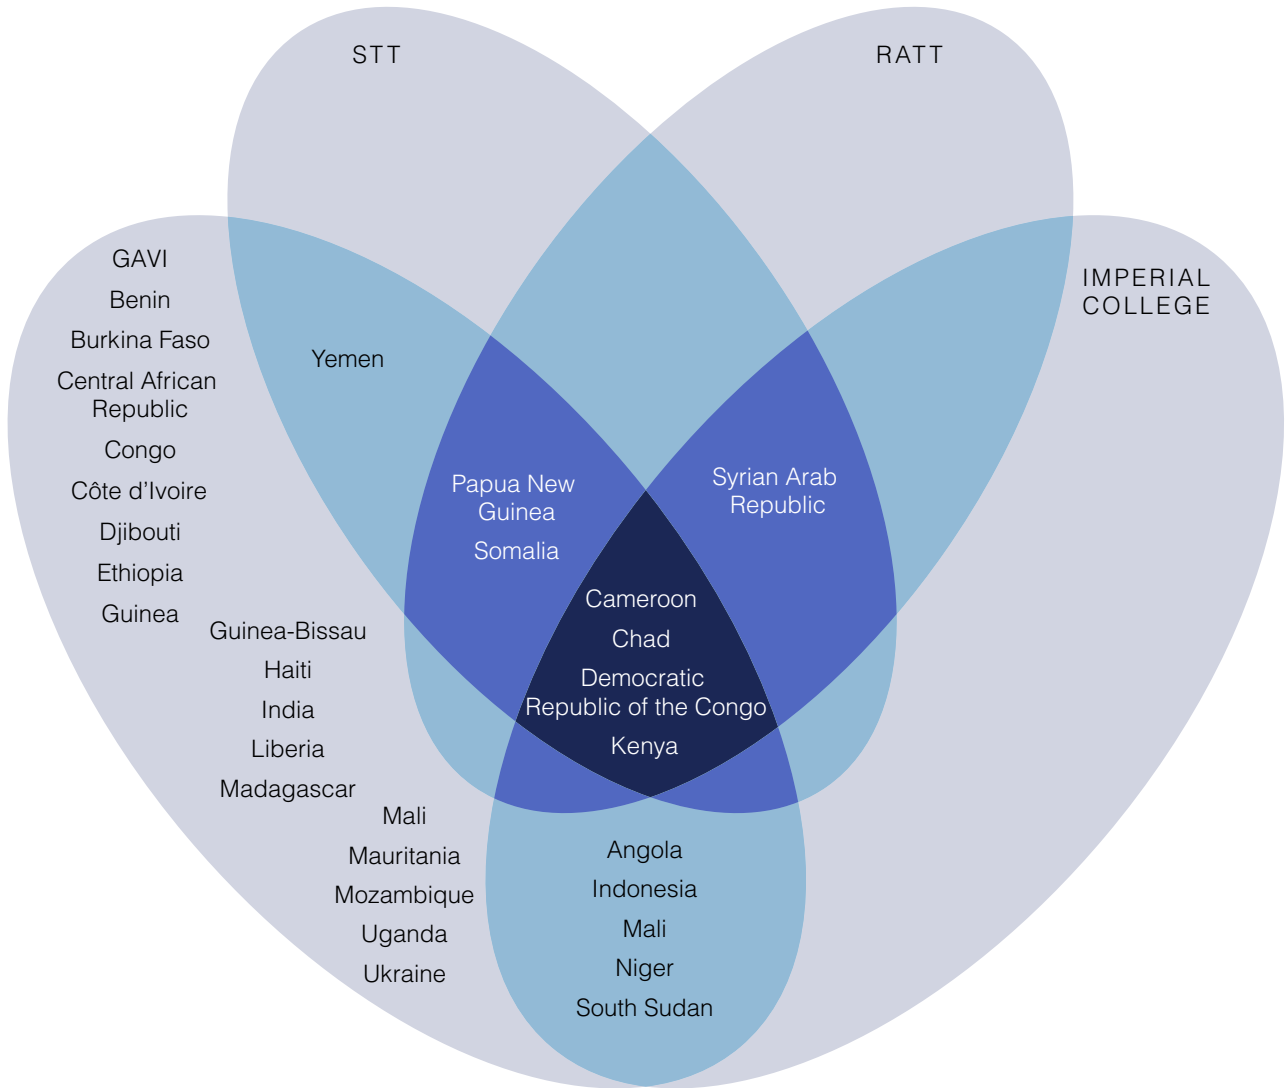 STT
RATT
IMPERIAL
COLLEGE
GAVI
Benin
Burkina Faso
Central African
Republic
Congo
Côte d’Ivoire
Djibouti
Ethiopia
Guinea
Guinea-Bissau
Haiti
India
Liberia
Madagascar
Mali
Mauritania
Mozambique
Uganda
Ukraine
Yemen
Papua New
Guinea
Somalia
Syrian Arab
Republic
Cameroon
Chad
Democratic
Republic of the Congo
Kenya
Angola
Indonesia
Mali
Niger
South Sudan